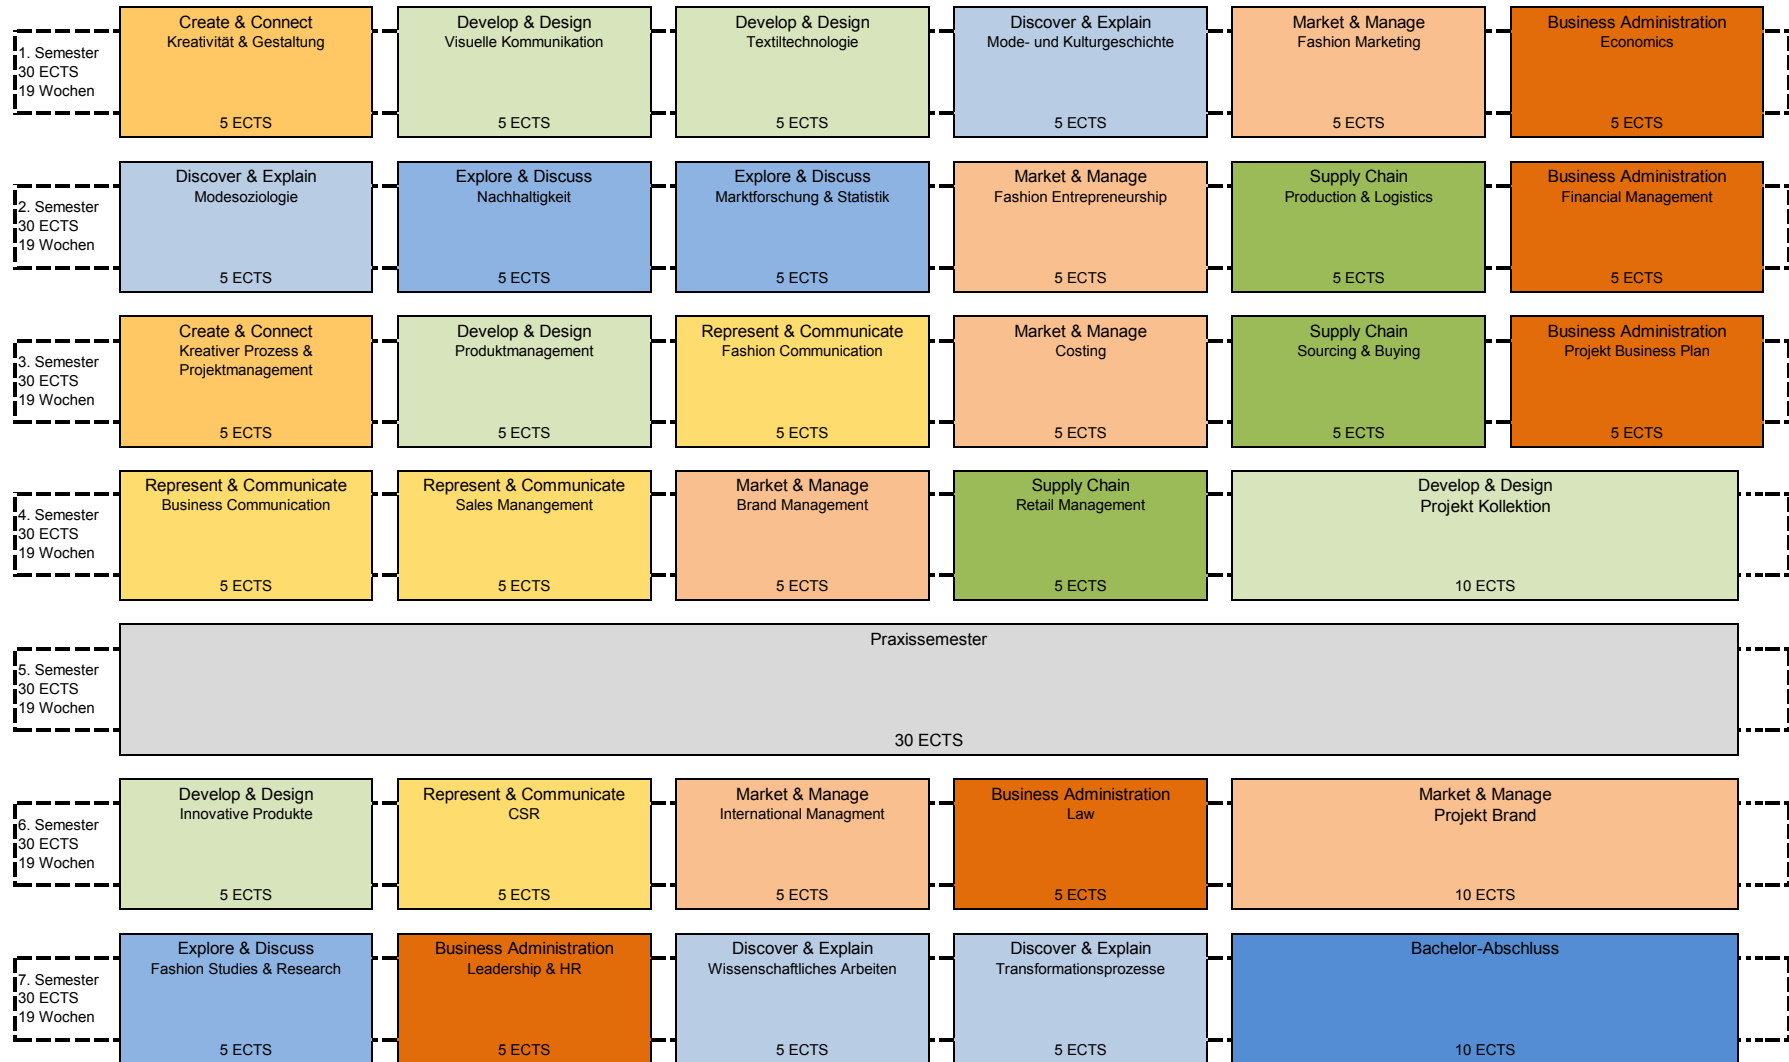 1. Semester
30 ECTS
19 Wochen
Create & Connect
Kreativität & Gestaltung
5 ECTS
Develop & Design
Visuelle Kommunikation
5 ECTS
Develop & Design
Textiltechnologie
5 ECTS
Discover & Explain
Mode- und Kulturgeschichte
5 ECTS
Market & Manage
Fashion Marketing
5 ECTS
Business Administration
Economics
5 ECTS
2. Semester
30 ECTS
19 Wochen
Discover & Explain
Modesoziologie
5 ECTS
Explore & Discuss
Nachhaltigkeit
5 ECTS
Explore & Discuss
Marktforschung & Statistik
5 ECTS
Market & Manage
Fashion Entrepreneurship
5 ECTS
Supply Chain
Production & Logistics
5 ECTS
Business Administration
Financial Management
5 ECTS
3. Semester
30 ECTS
19 Wochen
Create & Connect
Kreativer Prozess &
Projektmanagement
5 ECTS
Develop & Design
Produktmanagement
5 ECTS
Represent & Communicate
Fashion Communication
5 ECTS
Market & Manage
Costing
5 ECTS
Supply Chain
Sourcing & Buying
5 ECTS
Business Administration
Projekt Business Plan
5 ECTS
4. Semester
30 ECTS
19 Wochen
Represent & Communicate
Business Communication
5 ECTS
Represent & Communicate
Sales Manangement
5 ECTS
Market & Manage
Brand Management
5 ECTS
Supply Chain
Retail Management
5 ECTS
Develop & Design
Projekt Kollektion
10 ECTS
5. Semester
30 ECTS
19 Wochen
Praxissemester
30 ECTS
6. Semester
30 ECTS
19 Wochen
Develop & Design
Innovative Produkte
5 ECTS
Represent & Communicate
CSR
5 ECTS
Market & Manage
International Managment
5 ECTS
Business Administration
Law
5 ECTS
Market & Manage
Projekt Brand
10 ECTS
7. Semester
30 ECTS
19 Wochen
Explore & Discuss
Fashion Studies & Research
5 ECTS
Business Administration
Leadership & HR
5 ECTS
Discover & Explain
Wissenschaftliches Arbeiten
5 ECTS
Discover & Explain
Transformationsprozesse
5 ECTS
Bachelor-Abschluss
10 ECTS